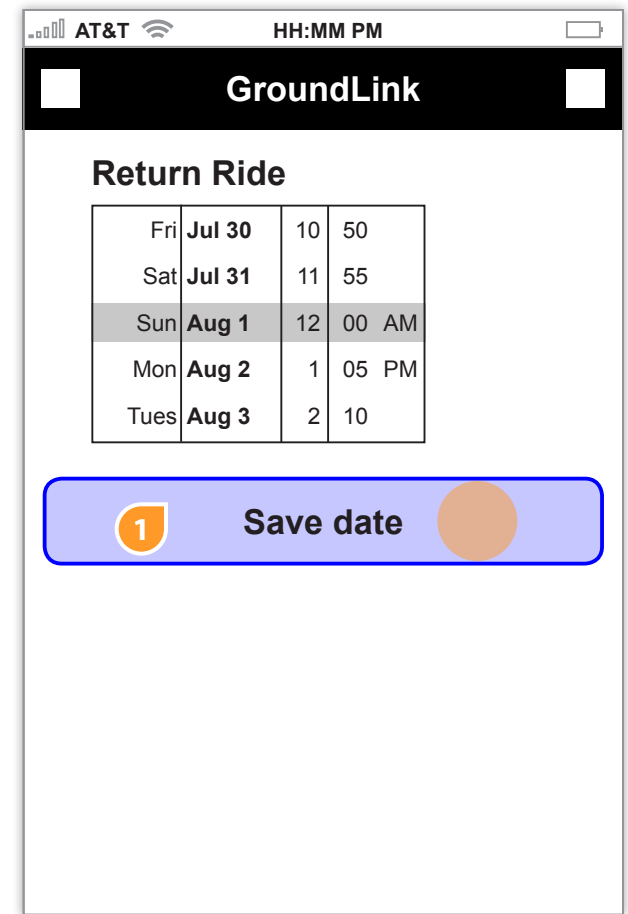 AT&T HH:MM PM
GroundLink
Return Ride
Fri Jul 30 10 50
Sat Jul 31 11 55
Sun Aug 1 12 00 AM
Mon Aug 2 1 05 PM
Tues Aug 3 2 10
1 Save date